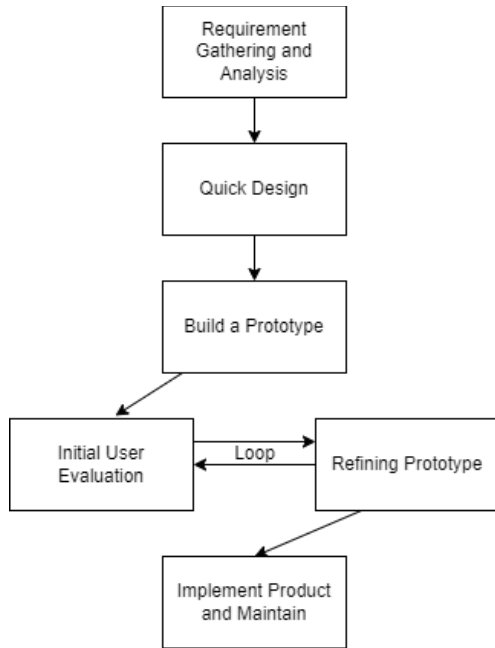 Requirement
Gathering and
Analysis
Quick Design
Build a Prototype
Initial User
Evaluation
Loop
Refining Prototype
Implement Product
and Maintain